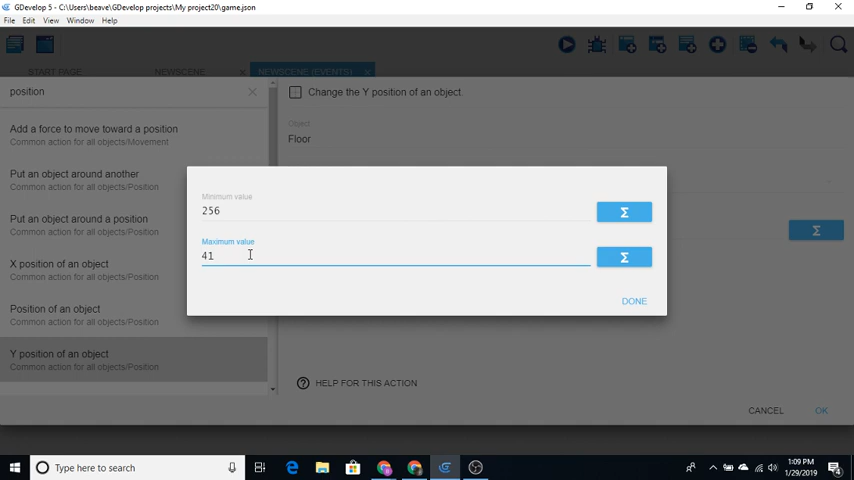 GDevelop 5 - C:\Users\beave\GDevelop projects\My project20\game.json
File Edit View Window Help
START PAGE NEWSCENE NEWSCENE (EVENTS)
position
Change the Y position of an object.
Object
Floor
Add a force to move toward a position
Common action for all objects/Movement
Put an object around another
Common action for all objects/Position
Put an object around a position
Common action for all objects/Position
X position of an object
Common action for all objects/Position
Position of an object
Common action for all objects/Position
Y position of an object
Common action for all objects/Position
Minimum value
256
Σ
Maximum value
41
Σ
DONE
Σ
HELP FOR THIS ACTION
CANCEL OK
Type here to search
1:09 PM
1/29/2019
4